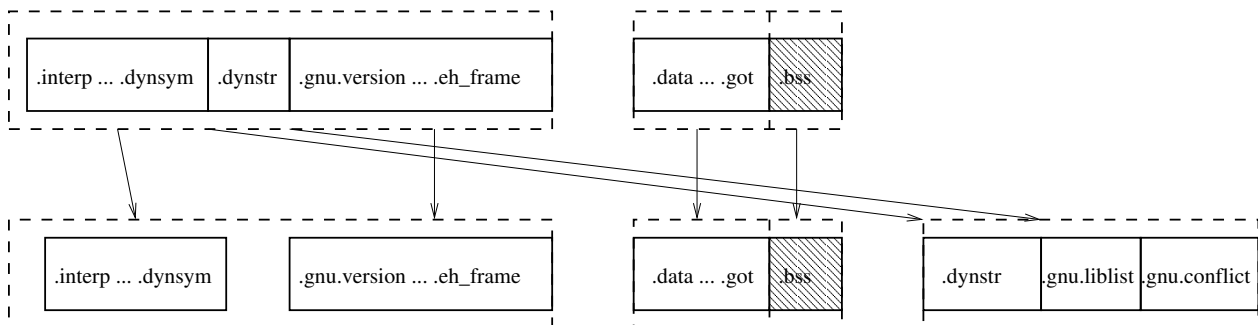 .interp ... .dynsym .dynstr .gnu.version ... .eh_frame .data ... .got .bss
.interp ... .dynsym .gnu.version ... .eh_frame .data ... .got .bss .dynstr .gnu.liblist .gnu.conflict